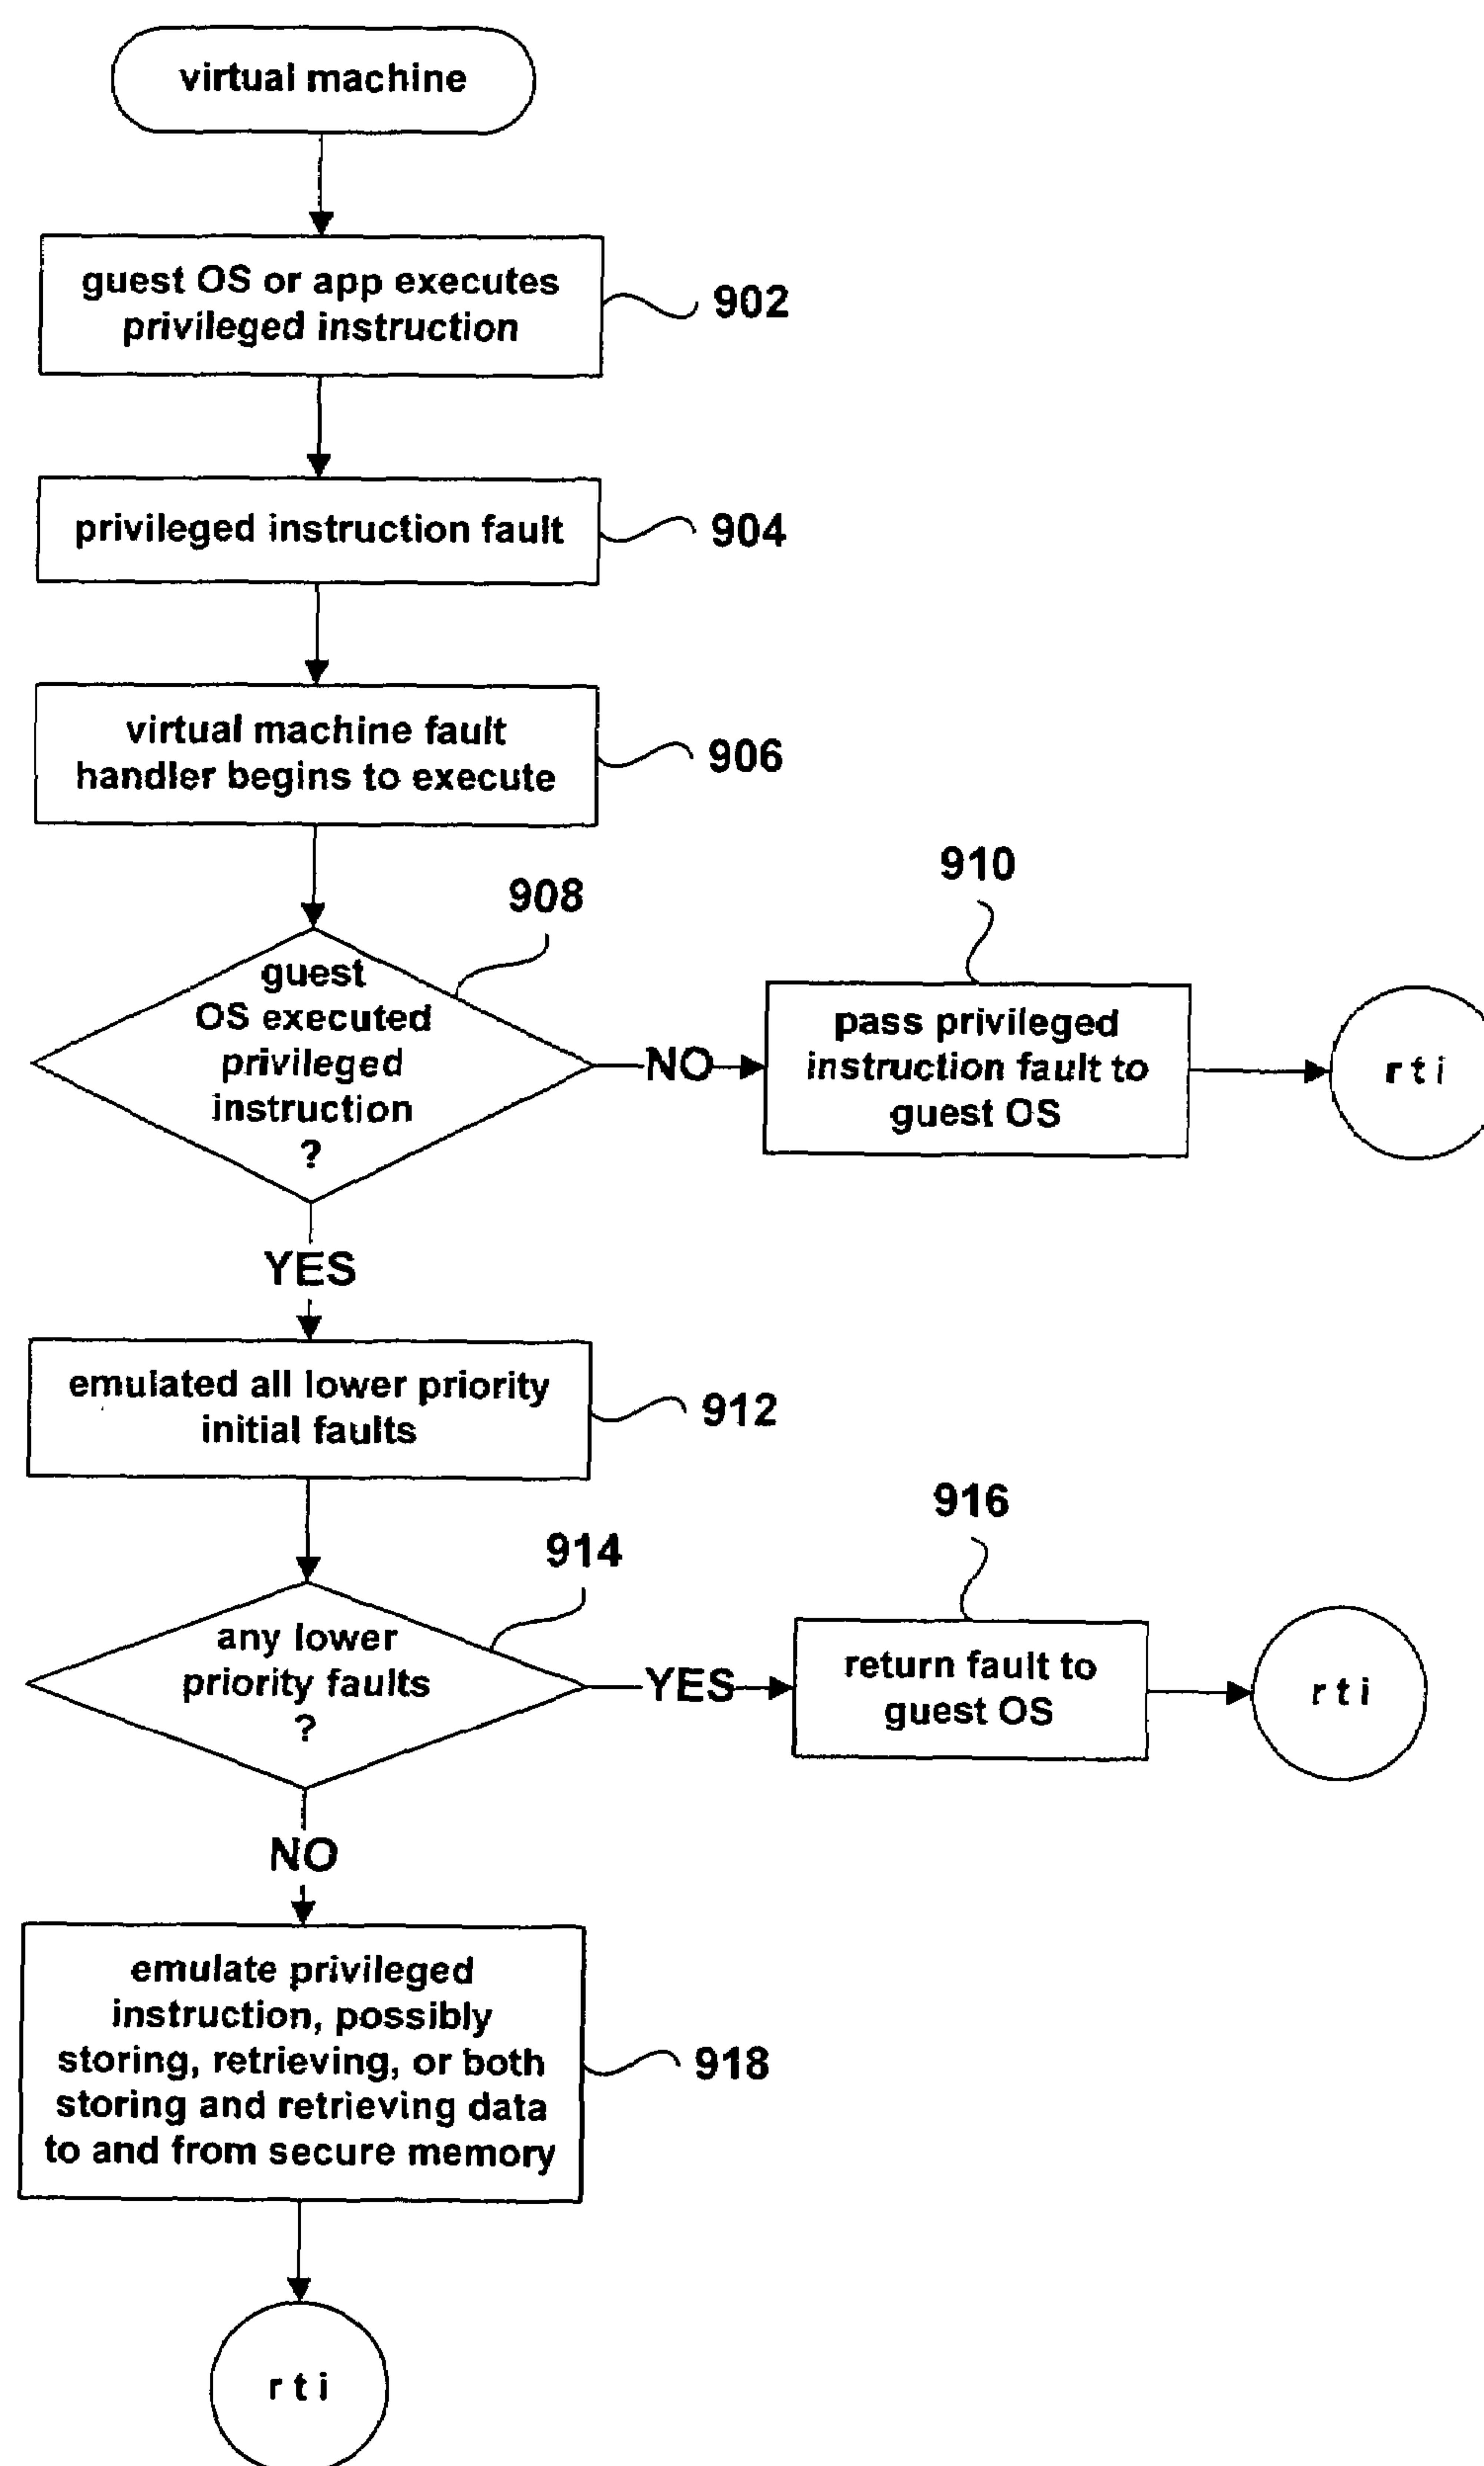 virtual machine
guest OS or app executes
privileged instruction
902
privileged instruction fault
904
virtual machine fault
handler begins to execute
906
908
guest
OS executed
privileged
instruction
?
NO
910
pass privileged
instruction fault to
guest OS
rti
YES
emulated all lower priority
initial faults
912
914
any lower
priority faults
?
YES
916
return fault to
guest OS
rti
NO
emulate privileged
instruction, possibly
storing, retrieving, or both
storing and retrieving data
to and from secure memory
918
rti